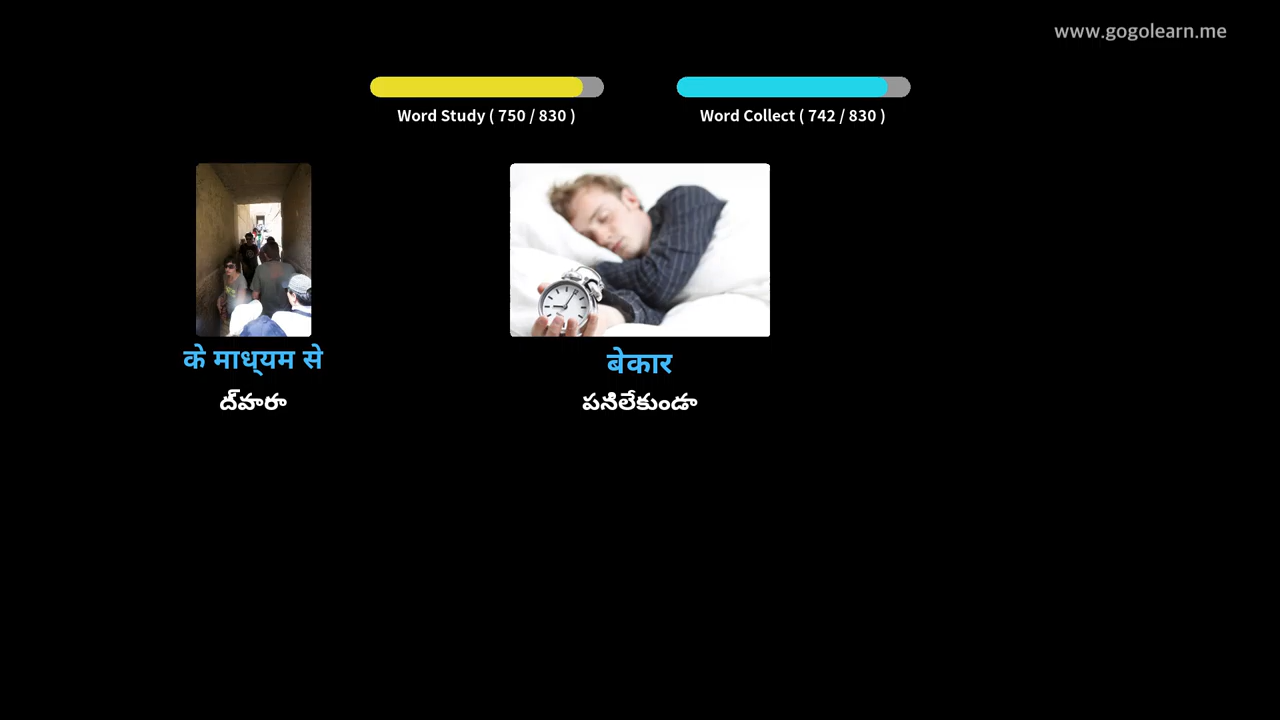 www.gogolearn.me
Word Study ( 750 / 830 )
Word Collect ( 742 / 830 )
के माध्यम से
ద్వారా
बेकार
పనిలేకుండా